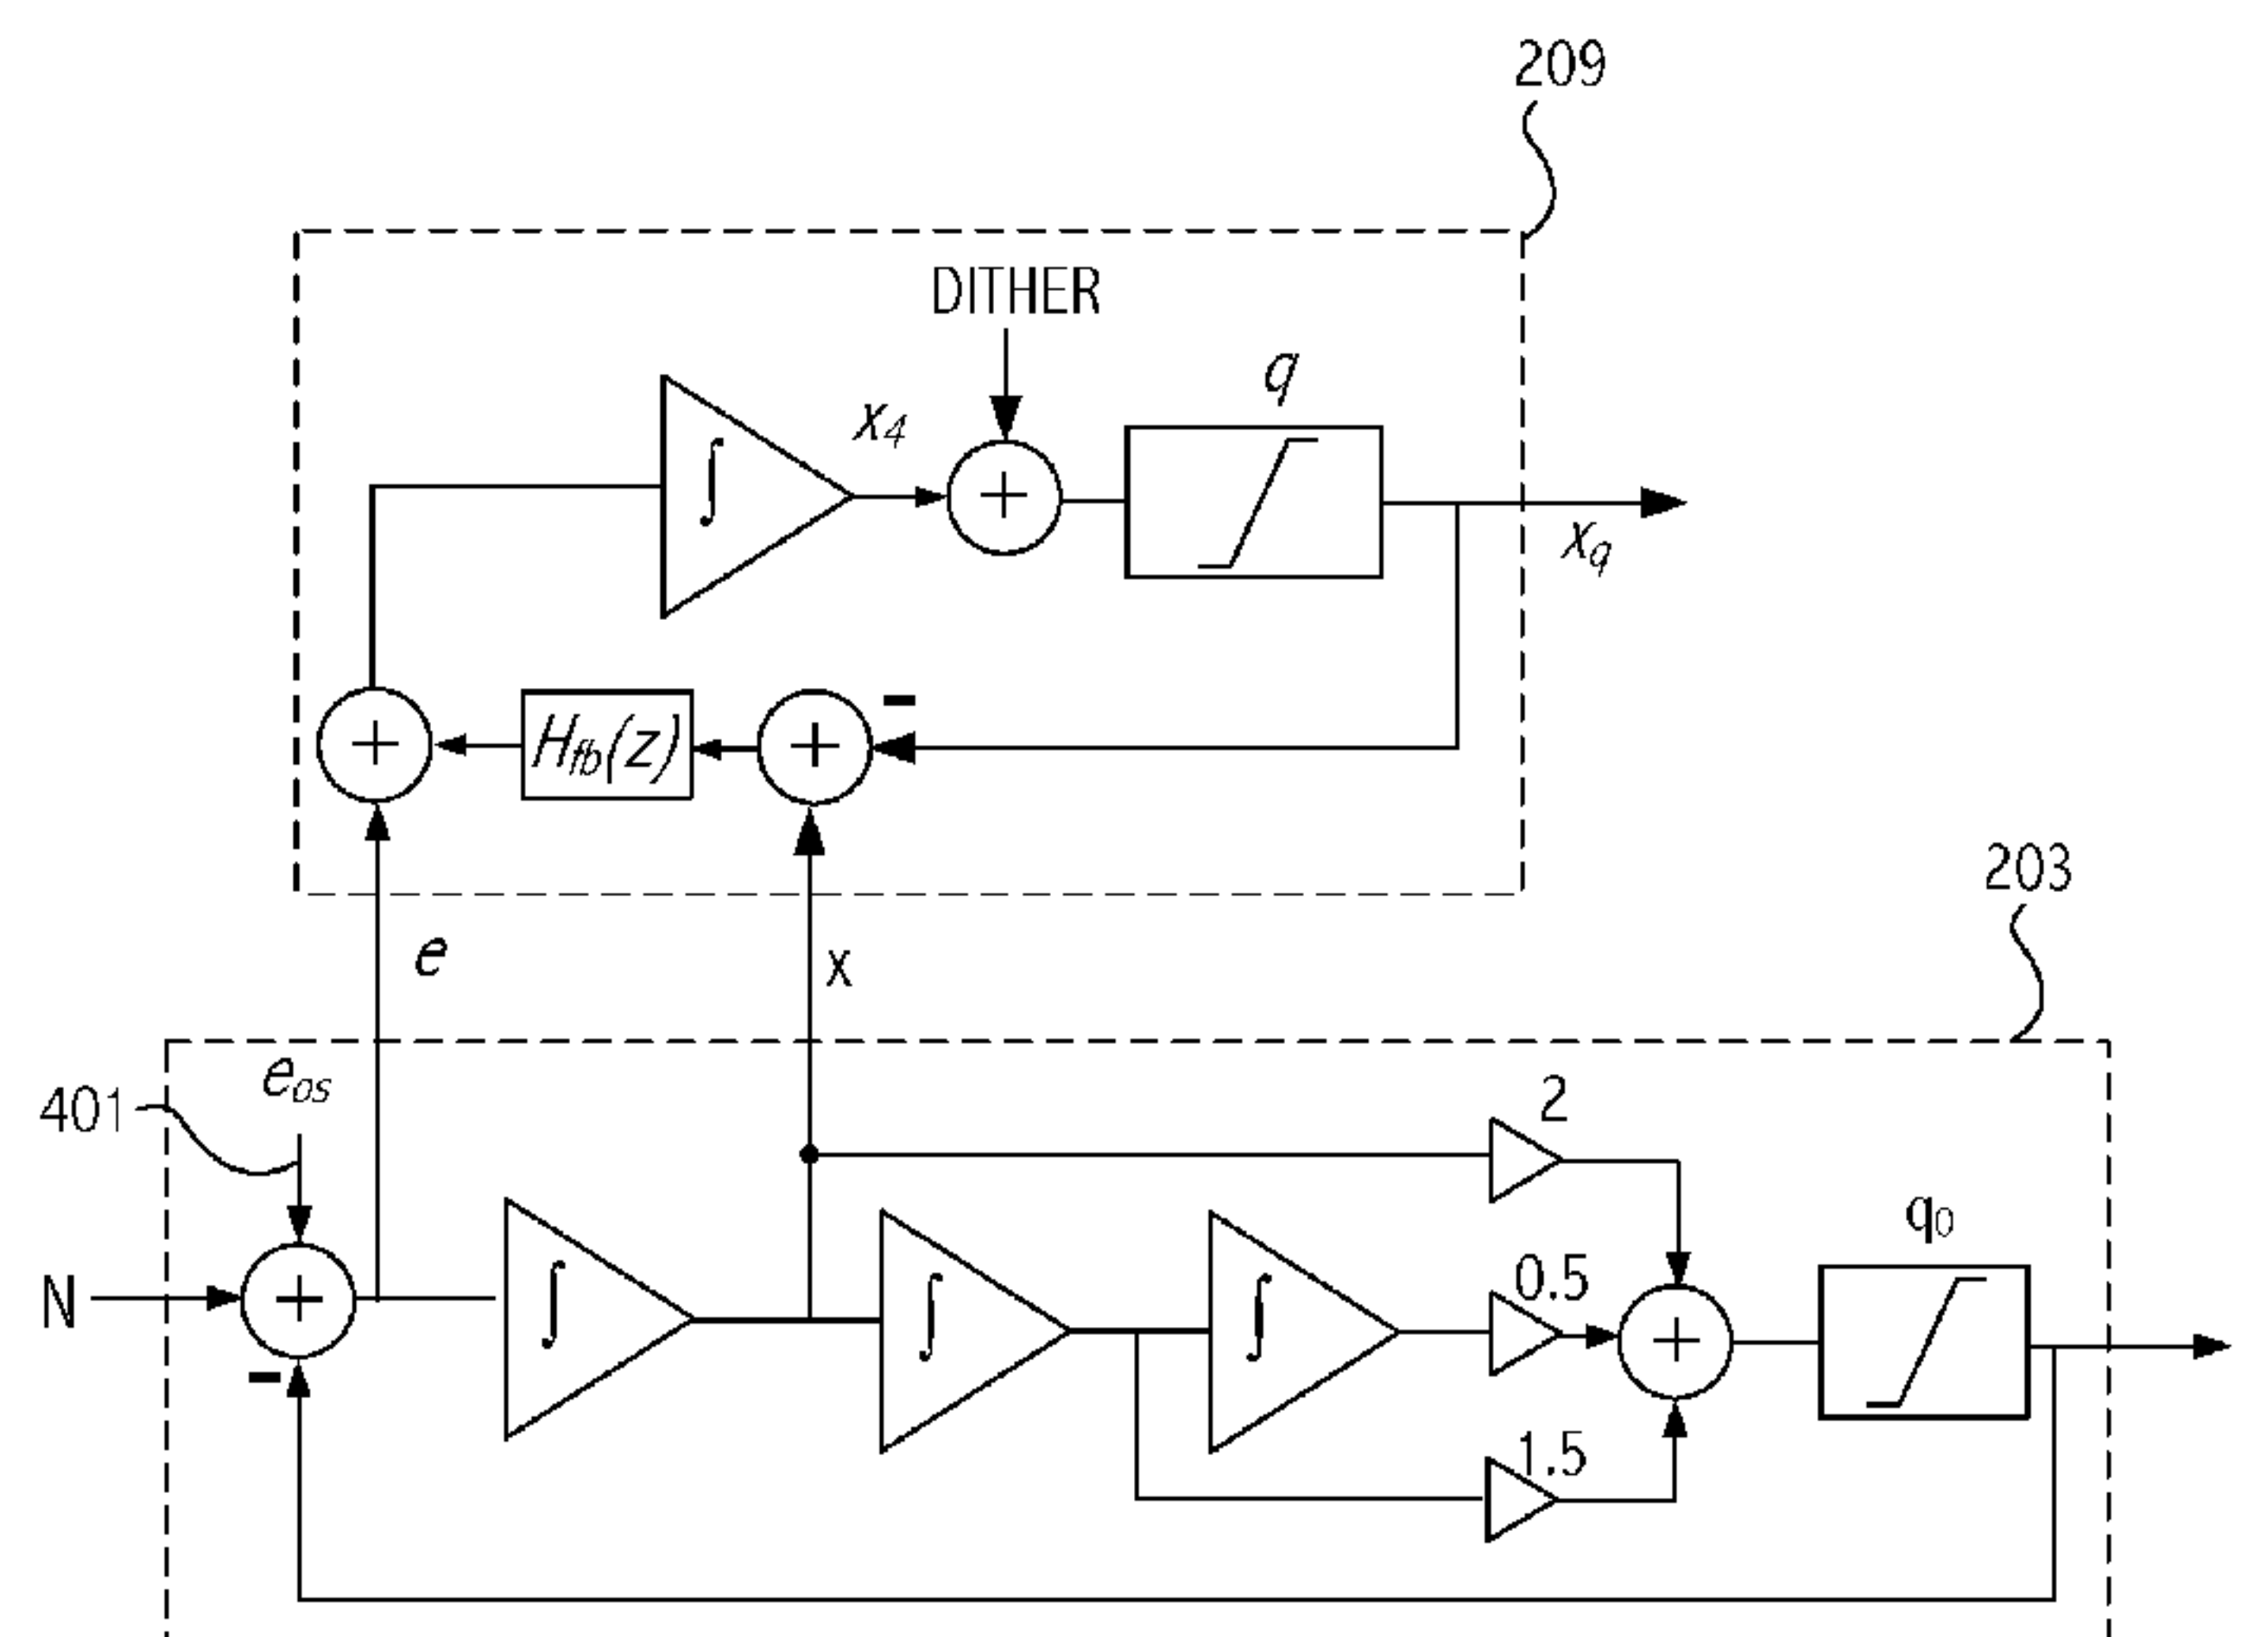 209
DITHER
q
x4
∫
+
xq
+
Hfb(z)
+
-
203
e
x
eos
401
2
q0
N
+
∫
∫
∫
0.5
+
-
1.5